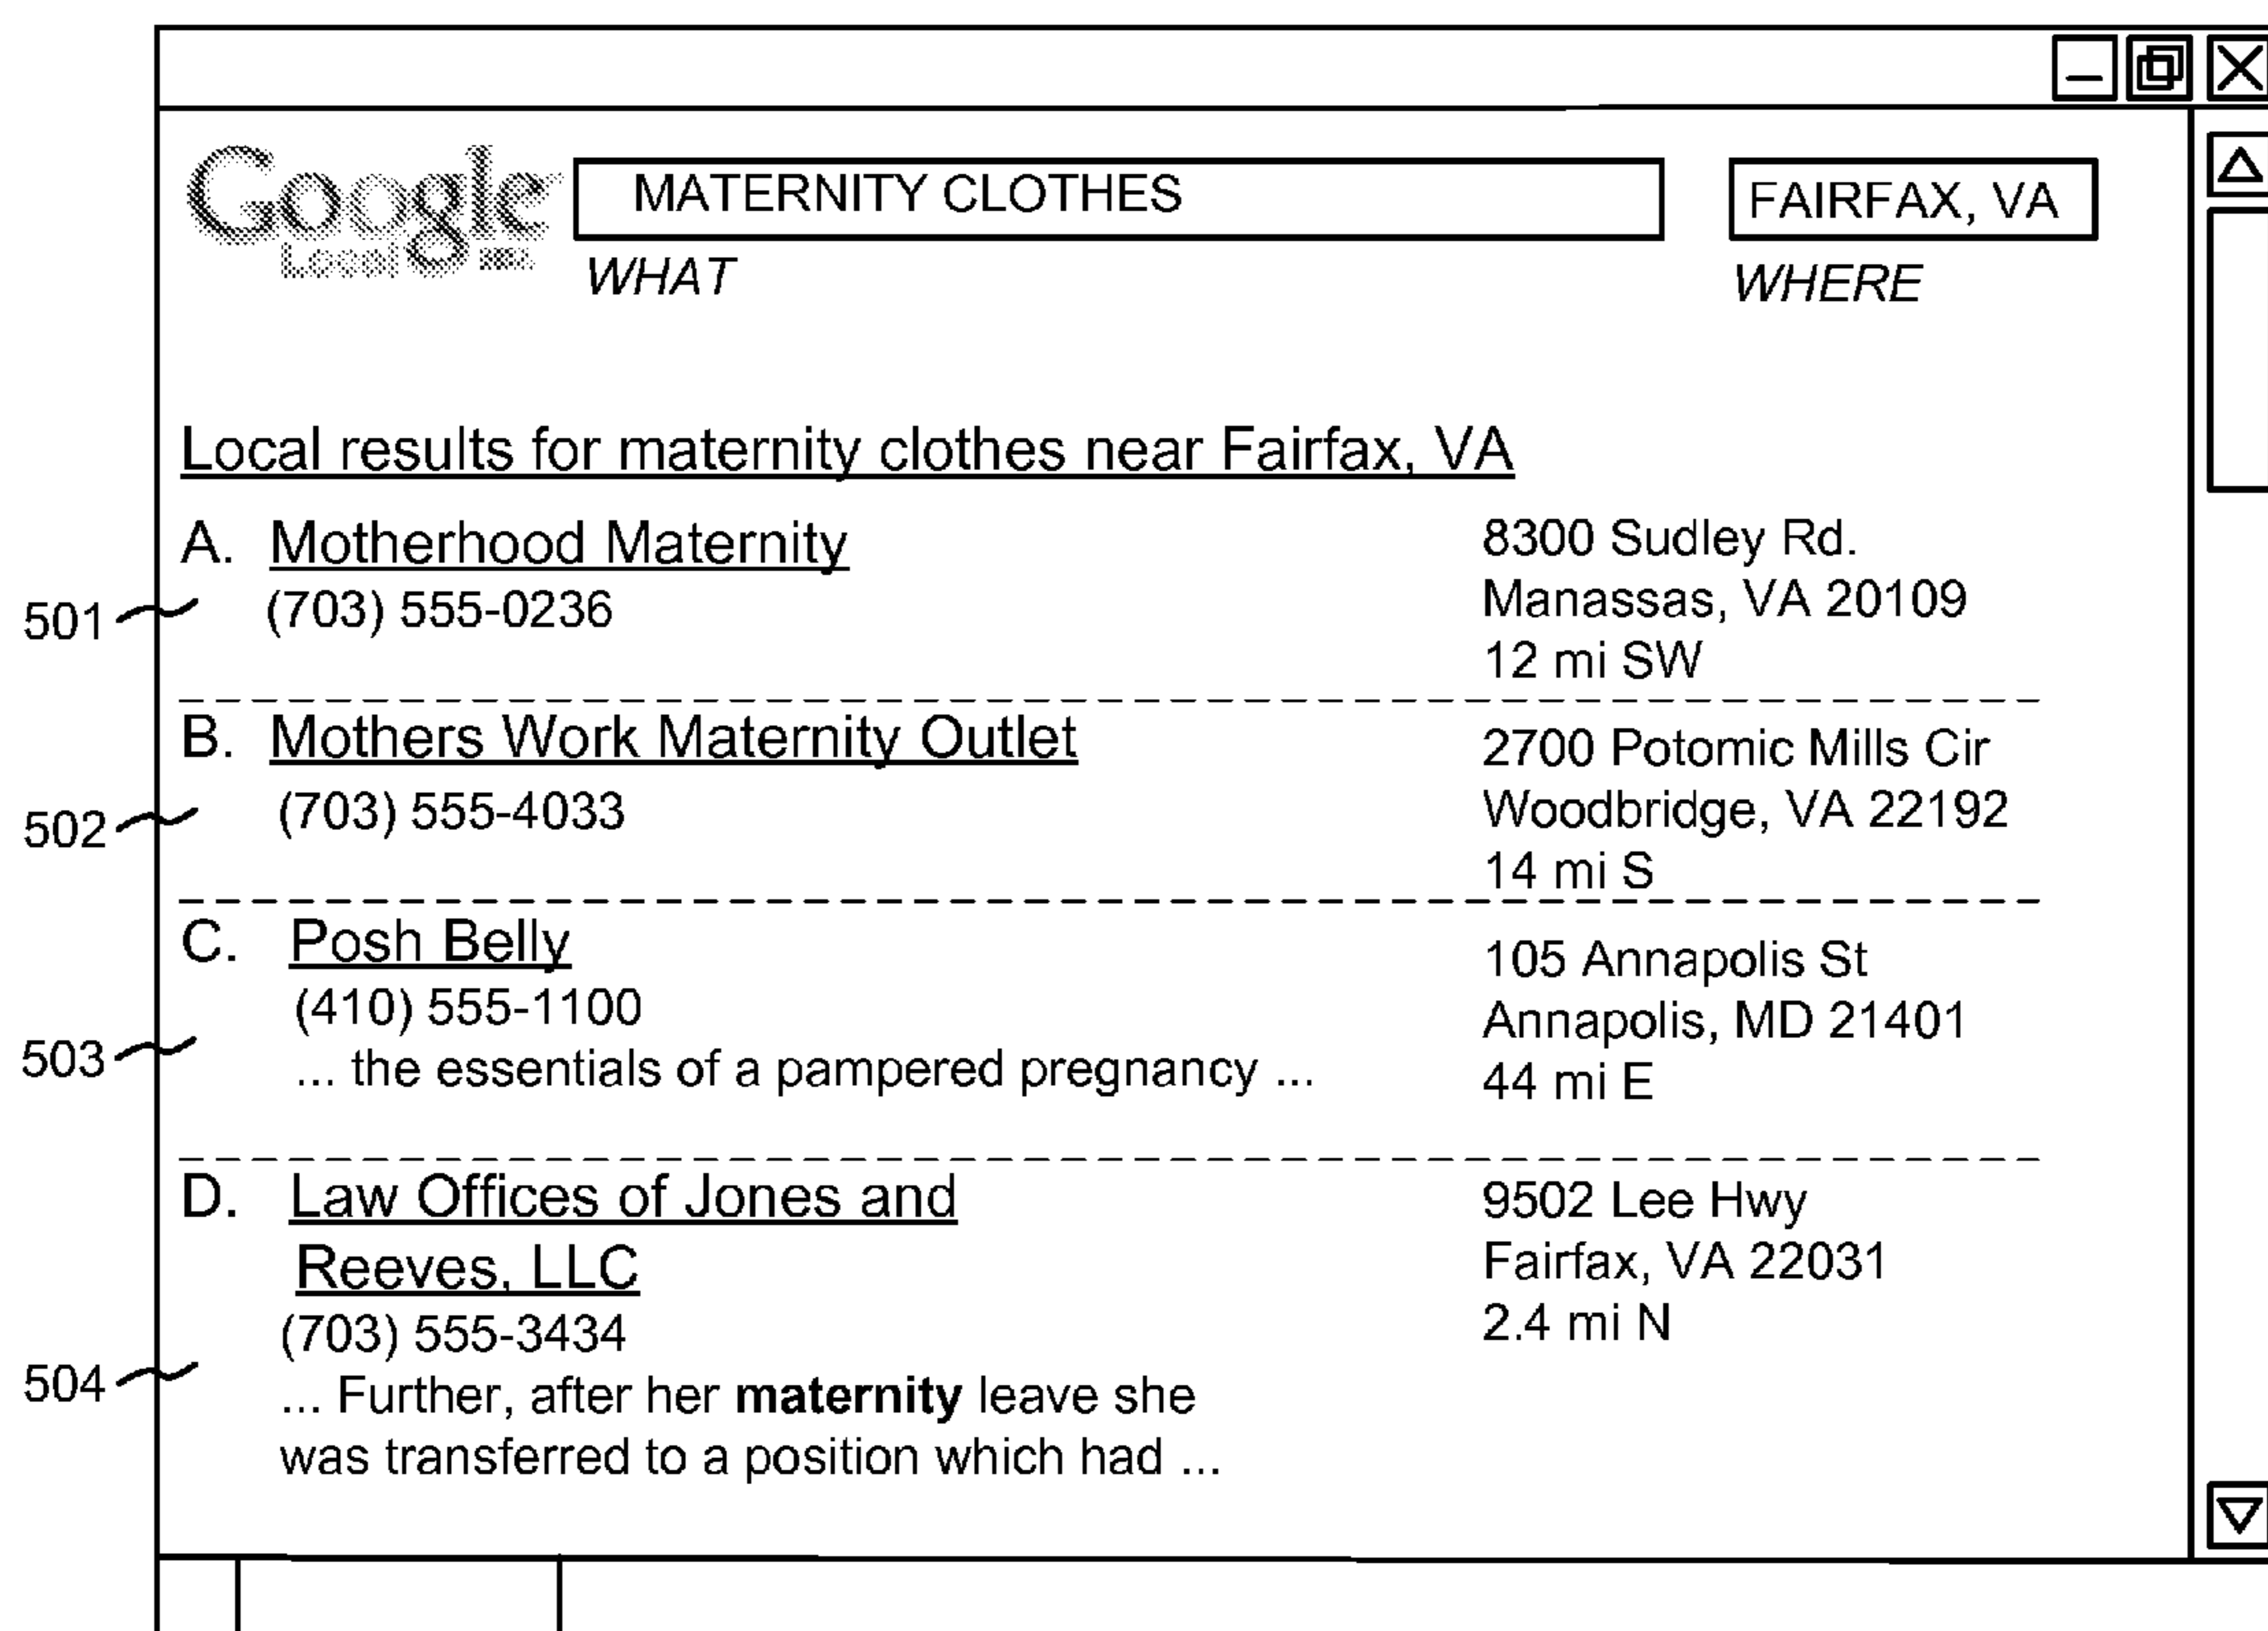 Google
Local
MATERNITY CLOTHES
FAIRFAX, VA
WHAT
WHERE
Local results for maternity clothes near Fairfax, VA
A. Motherhood Maternity
8300 Sudley Rd.
501
(703) 555-0236
Manassas, VA 20109
12 mi SW
B. Mothers Work Maternity Outlet
2700 Potomic Mills Cir
502
(703) 555-4033
Woodbridge, VA 22192
14 mi S
C. Posh Belly
105 Annapolis St
(410) 555-1100
Annapolis, MD 21401
503
... the essentials of a pampered pregnancy ...
44 mi E
D. Law Offices of Jones and
9502 Lee Hwy
Reeves, LLC
Fairfax, VA 22031
(703) 555-3434
2.4 mi N
504
... Further, after her maternity leave she
was transferred to a position which had ...